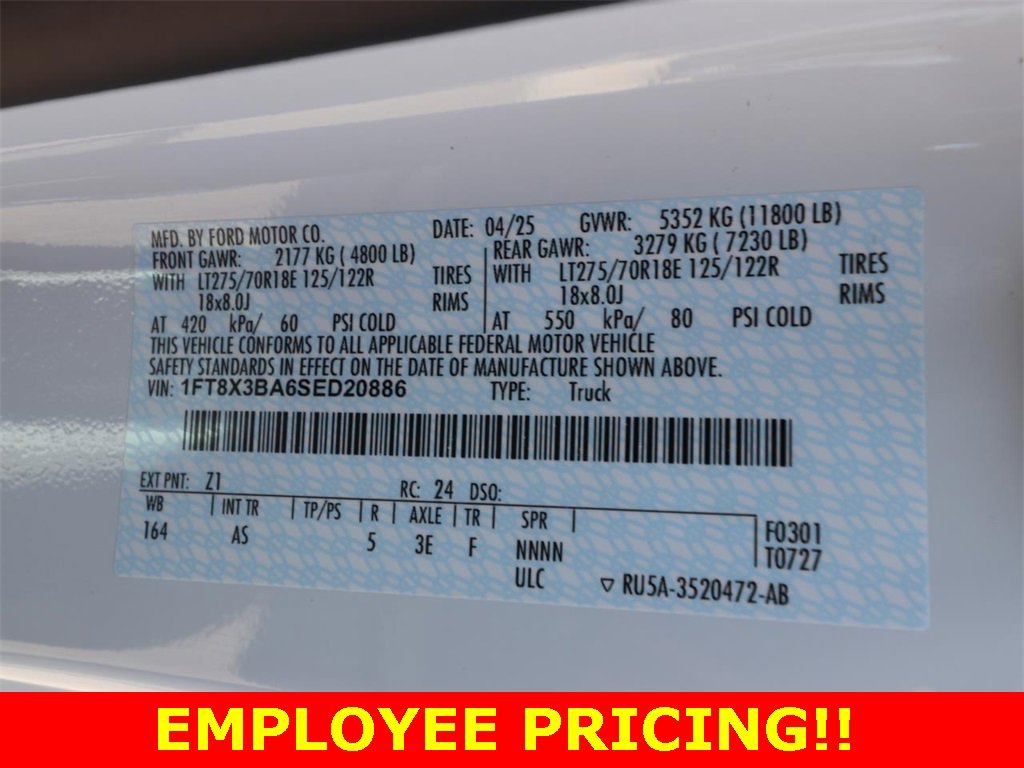 MFD. BY FORD MOTOR CO. DATE: 04/25 GVWR: 5352 KG (11800 LB)
FRONT GAWR: 2177 KG ( 4800 LB) REAR GAWR: 3279 KG ( 7230 LB)
WITH LT275/70R18E 125/122R TIRES WITH LT275/70R18E 125/122R TIRES
18x8.0J RIMS 18x8.0J RIMS
AT 420 kPa/ 60 PSI COLD AT 550 kPa/ 80 PSI COLD
THIS VEHICLE CONFORMS TO ALL APPLICABLE FEDERAL MOTOR VEHICLE
SAFETY STANDARDS IN EFFECT ON THE DATE OF MANUFACTURE SHOWN ABOVE.
VIN: 1FT8X3BA6SED20886 TYPE: Truck
EXT PNT: Z1 RC: 24 DSO:
WB INT TR TP/PS R AXLE TR SPR F0301
164 AS 5 3E F NNNN T0727
ULC ▽ RU5A-3520472-AB
EMPLOYEE PRICING!!